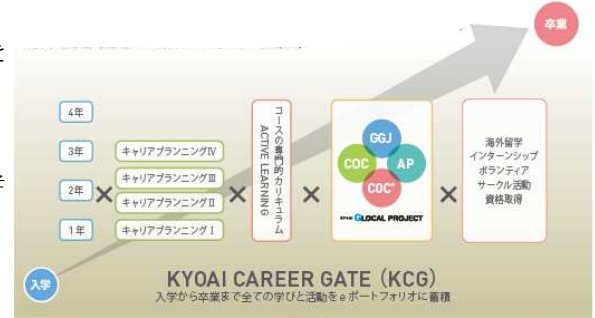 卒業
を
4年
3年
2年
1年
キャリアプランニングⅣ
キャリアプランニングⅢ
キャリアプランニングⅡ
キャリアプランニングⅠ
コースの専門的カリキュラム
ACTIVE LEARNING
GGJ
COC
AP
COC⁺
GLOCAL PROJECT
海外留学
インターンシップ
ボランティア
サークル活動
資格取得
そ
入学
KYOAI CAREER GATE（KCG）
入学から卒業まで全ての学びと活動をeポートフォリオに蓄積